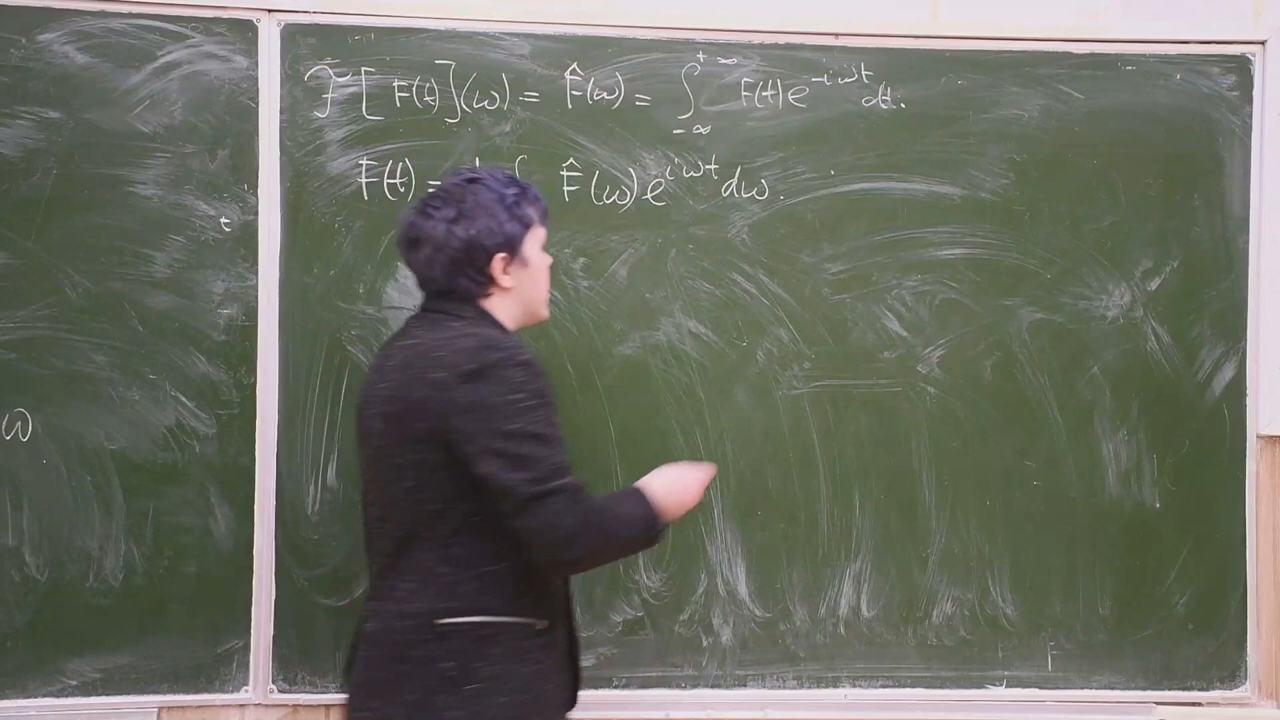 ℱ[F(t)](ω) = F̂(ω) = ∫_{-∞}^{+∞} F(t)e^{-iωt}dt.
F(t) = ∫ F̂(ω)e^{iωt}dω.
t
ω